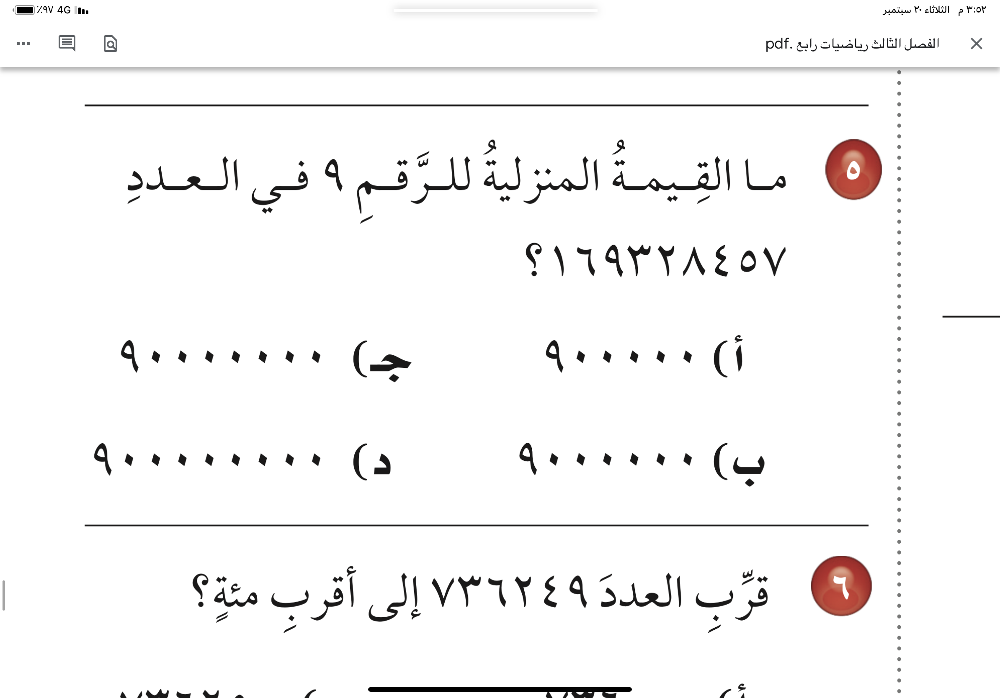 ٣:٥٢ م الثلاثاء ٢٠ سبتمبر
٪٩٧ 4G
الفصل الثالث رياضيات رابع .pdf
٥ ما القِيمةُ المنزليةُ للرَّقمِ ٩ في العددِ
١٦٩٣٢٨٤٥٧؟
أ) ٩٠٠٠٠٠ جـ) ٩٠٠٠٠٠٠٠
ب) ٩٠٠٠٠٠٠ د) ٩٠٠٠٠٠٠٠٠
٦ قرِّبِ العددَ ٧٣٦٢٤٩ إلى أقربِ مئةٍ؟